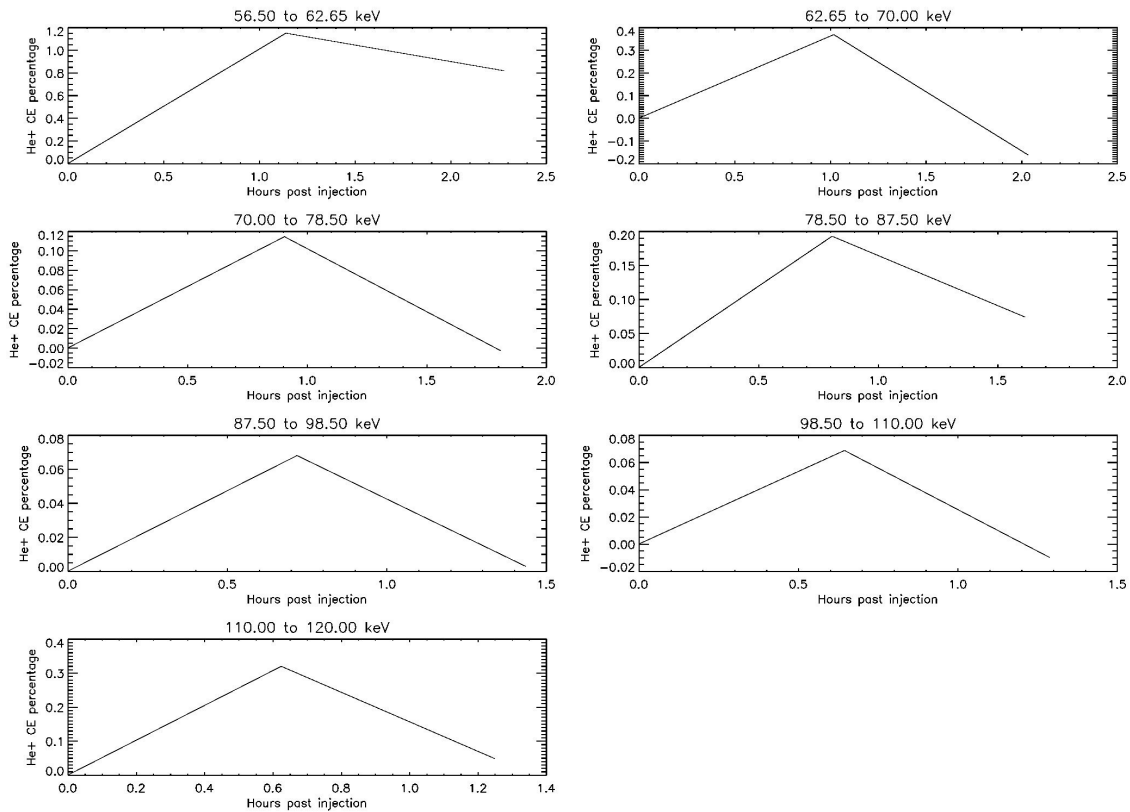 56.50 to 62.65 keV
He+ CE percentage
1.2
1.0
0.8
0.6
0.4
0.2
0.0
0.0 0.5 1.0 1.5 2.0 2.5
Hours past injection
62.65 to 70.00 keV
He+ CE percentage
0.4
0.3
0.2
0.1
0.0
−0.1
−0.2
0.0 0.5 1.0 1.5 2.0 2.5
Hours past injection
70.00 to 78.50 keV
He+ CE percentage
0.12
0.10
0.08
0.06
0.04
0.02
0.00
−0.02
0.0 0.5 1.0 1.5 2.0
Hours past injection
78.50 to 87.50 keV
He+ CE percentage
0.20
0.15
0.10
0.05
0.00
0.0 0.5 1.0 1.5 2.0
Hours past injection
87.50 to 98.50 keV
He+ CE percentage
0.08
0.06
0.04
0.02
0.00
0.0 0.5 1.0 1.5
Hours past injection
98.50 to 110.00 keV
He+ CE percentage
0.08
0.06
0.04
0.02
0.00
−0.02
0.0 0.5 1.0 1.5
Hours past injection
110.00 to 120.00 keV
He+ CE percentage
0.4
0.3
0.2
0.1
0.0
0.0 0.2 0.4 0.6 0.8 1.0 1.2 1.4
Hours past injection